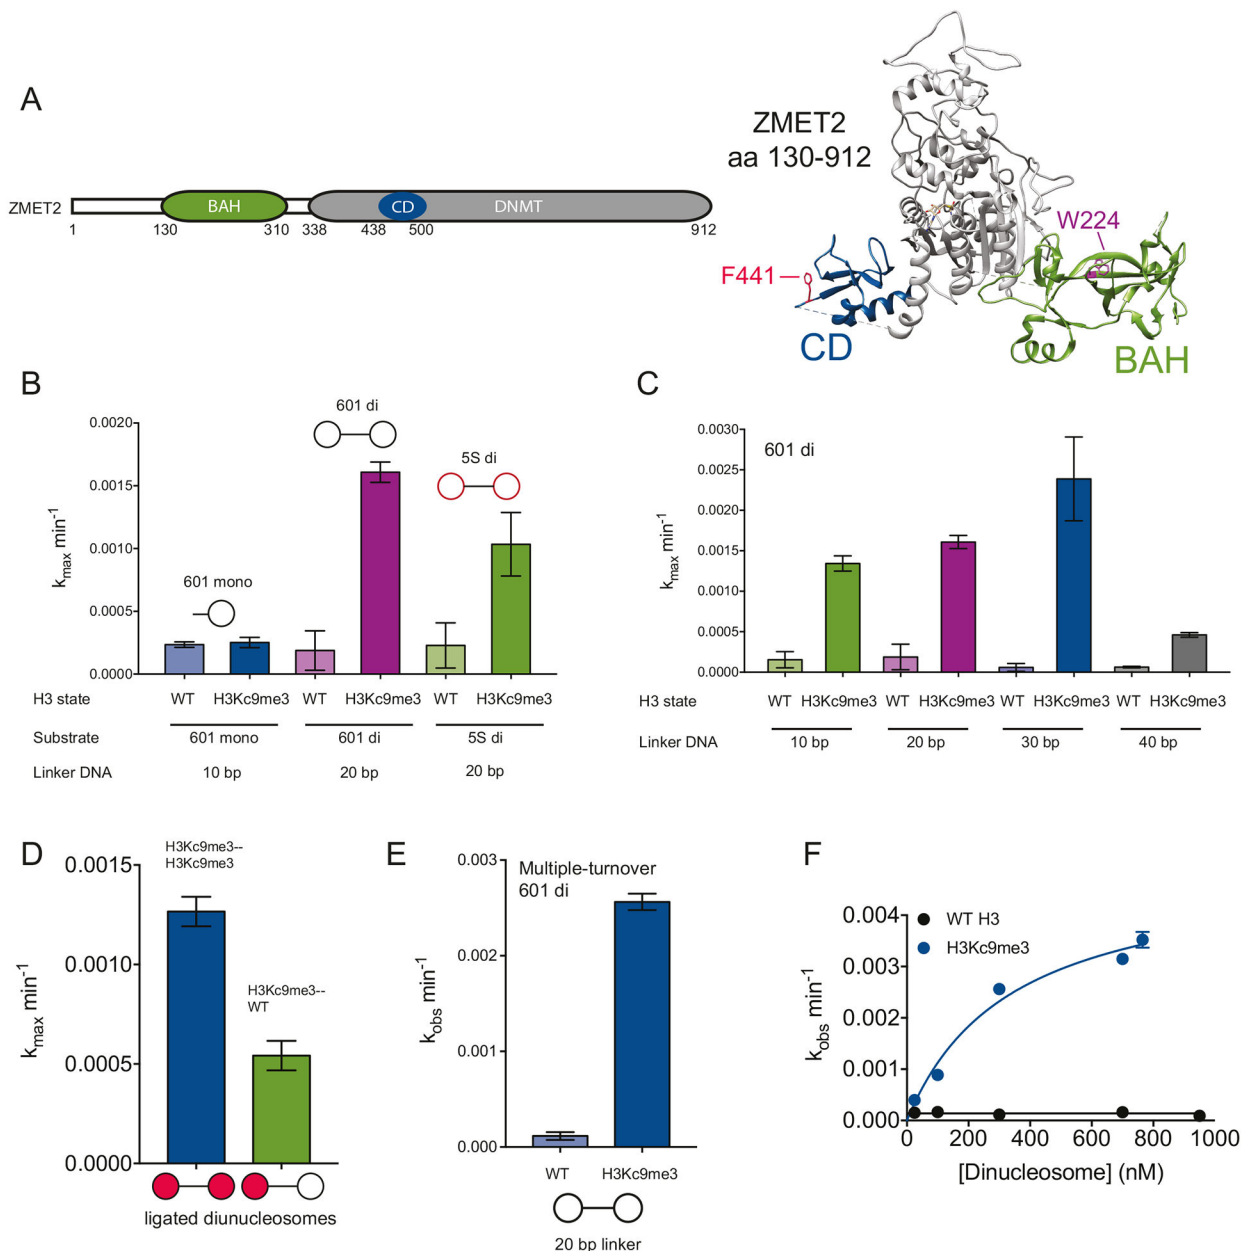 A
ZMET2
BAH
CD
DNMT
1
130
310
338
438
500
912
ZMET2
aa 130-912
W224
F441
CD
BAH
B
601 di
5S di
601 mono
0.0020
0.0015
0.0010
0.0005
0.0000
kmax min-1
H3 state
WT
H3Kc9me3
WT
H3Kc9me3
WT
H3Kc9me3
Substrate
601 mono
601 di
5S di
Linker DNA
10 bp
20 bp
20 bp
C
601 di
0.0030
0.0025
0.0020
0.0015
0.0010
0.0005
0.0000
kmax min-1
H3 state
WT
H3Kc9me3
WT
H3Kc9me3
WT
H3Kc9me3
WT
H3Kc9me3
Linker DNA
10 bp
20 bp
30 bp
40 bp
D
H3Kc9me3--
H3Kc9me3
H3Kc9me3--
WT
0.0015
0.0010
0.0005
0.0000
kmax min-1
ligated diunucleosomes
E
Multiple-turnover
601 di
0.003
0.002
0.001
0.000
kobs min-1
WT
H3Kc9me3
20 bp linker
F
WT H3
H3Kc9me3
0.004
0.003
0.002
0.001
0.000
kobs min-1
0
200
400
600
800
1000
[Dinucleosome] (nM)